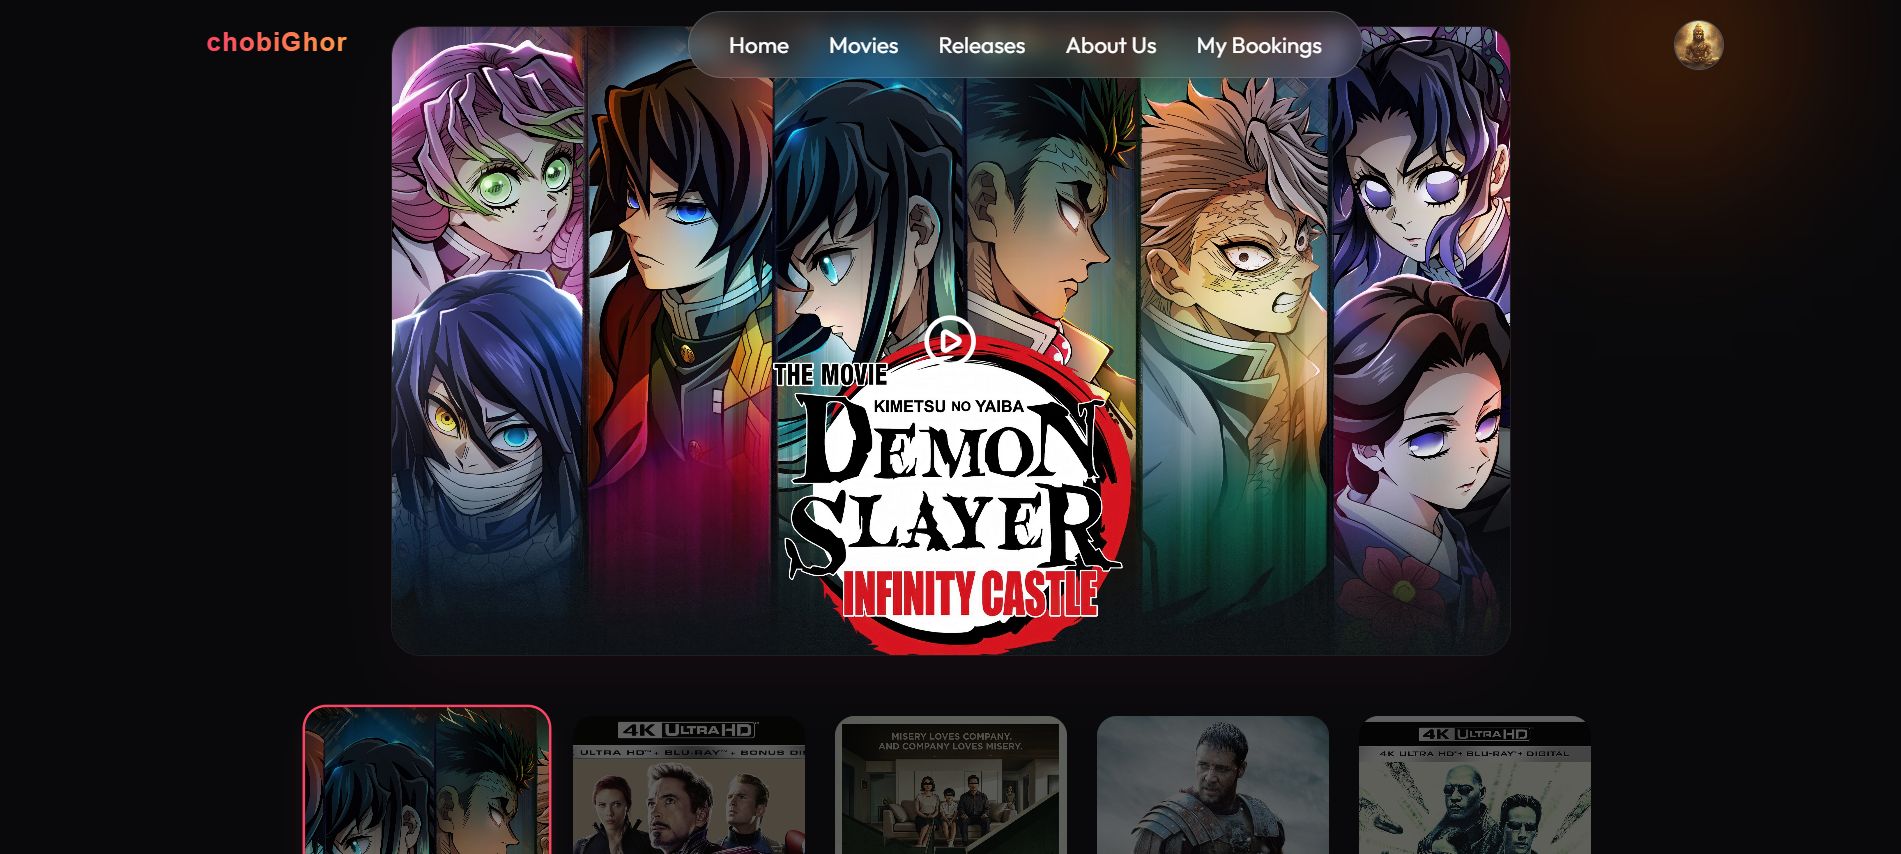 chobiGhor
Home Movies Releases About Us My Bookings
THE MOVIE
KIMETSU NO YAIBA
DEMON
SLAYER
INFINITY CASTLE
4K ULTRA HD
ULTRA HD + BLU-RAY + BONUS
4K ULTRA HD
4K ULTRA HD + BLU-RAY + DIGITAL
MISERY LOVES COMPANY,
AND COMPANY LOVES MISERY.